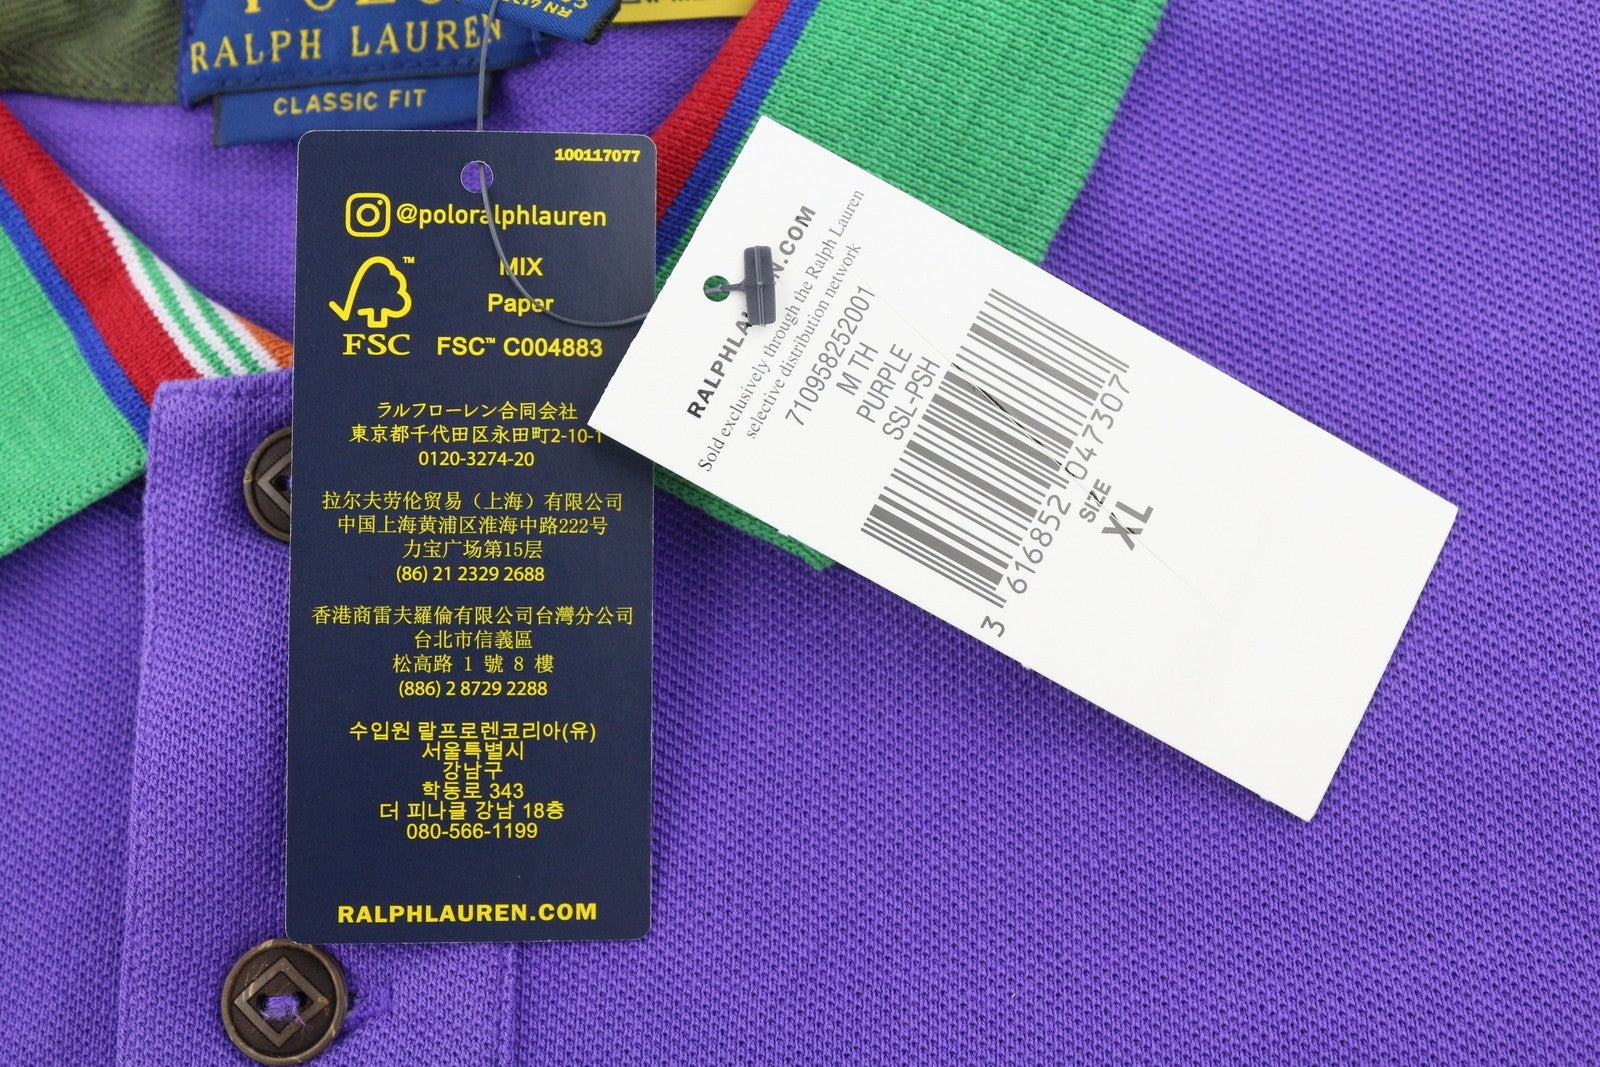 RALPH LAUREN
CLASSIC FIT
100117077
@poloralphlauren
MIX
Paper
FSC
FSC™ C004883
ラルフローレン合同会社
東京都千代田区永田町2-10-1
0120-3274-20
拉尔夫劳伦贸易（上海）有限公司
中国上海黄浦区淮海中路222号
力宝广场第15层
(86) 21 2329 2688
香港商雷夫羅倫有限公司台灣分公司
台北市信義區
松高路 1 號 8 樓
(886) 2 8729 2288
수입원 랄프로렌코리아(유)
서울특별시
강남구
학동로 343
더 피나클 강남 18층
080-566-1199
RALPHLAUREN.COM
RALPHLAUREN.COM
Sold exclusively through the Ralph Lauren
selective distribution network
710958252001
M TH
PURPLE
SSL-PSH
3 616852 047307
SIZE
XL